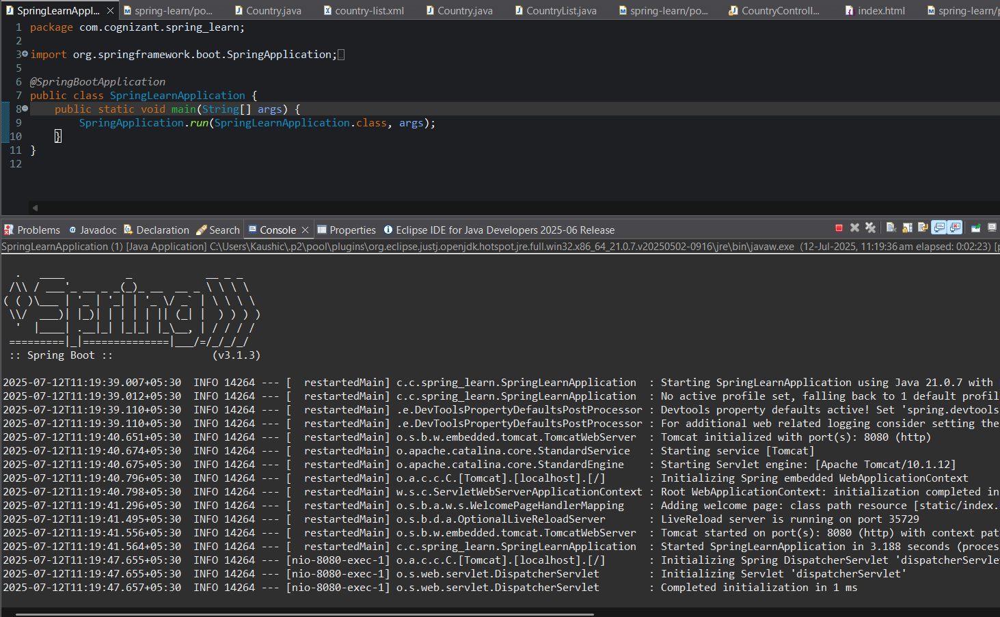 SpringLearnAppl... spring-learn/po... Country.java country-list.xml Country.java CountryList.java spring-learn/po... CountryControll... index.html spring-learn/p
1 package com.cognizant.spring_learn;
2
3 import org.springframework.boot.SpringApplication;
5
6 @SpringBootApplication
7 public class SpringLearnApplication {
8 public static void main(String[] args) {
9 SpringApplication.run(SpringLearnApplication.class, args);
10 }
11 }
12
Problems Javadoc Declaration Search Console Properties Eclipse IDE for Java Developers 2025-06 Release
SpringLearnApplication (1) [Java Application] C:\Users\Kaushic\.p2\pool\plugins\org.eclipse.justj.openjdk.hotspot.jre.full.win32.x86_64_21.0.7.v20250502-0916\jre\bin\javaw.exe (12-Jul-2025, 11:19:36 am elapsed: 0:02:23) [p
  .   ____          _            __ _ _
 /\\ / ___'_ __ _ _(_)_ __  __ _ \ \ \ \
( ( )\___ | '_ | '_| | '_ \/ _` | \ \ \ \
 \\/  ___)| |_)| | | | | || (_| |  ) ) ) )
  '  |____| .__|_| |_|_| |_\__, | / / / /
 =========|_|==============|___/=/_/_/_/
 :: Spring Boot ::                (v3.1.3)
2025-07-12T11:19:39.007+05:30  INFO 14264 --- [  restartedMain] c.c.spring_learn.SpringLearnApplication  : Starting SpringLearnApplication using Java 21.0.7 with
2025-07-12T11:19:39.012+05:30  INFO 14264 --- [  restartedMain] c.c.spring_learn.SpringLearnApplication  : No active profile set, falling back to 1 default profil
2025-07-12T11:19:39.110+05:30  INFO 14264 --- [  restartedMain] .e.DevToolsPropertyDefaultsPostProcessor : Devtools property defaults active! Set 'spring.devtools
2025-07-12T11:19:39.110+05:30  INFO 14264 --- [  restartedMain] .e.DevToolsPropertyDefaultsPostProcessor : For additional web related logging consider setting the
2025-07-12T11:19:40.651+05:30  INFO 14264 --- [  restartedMain] o.s.b.w.embedded.tomcat.TomcatWebServer  : Tomcat initialized with port(s): 8080 (http)
2025-07-12T11:19:40.674+05:30  INFO 14264 --- [  restartedMain] o.apache.catalina.core.StandardService   : Starting service [Tomcat]
2025-07-12T11:19:40.675+05:30  INFO 14264 --- [  restartedMain] o.apache.catalina.core.StandardEngine    : Starting Servlet engine: [Apache Tomcat/10.1.12]
2025-07-12T11:19:40.796+05:30  INFO 14264 --- [  restartedMain] o.a.c.c.C.[Tomcat].[localhost].[/]       : Initializing Spring embedded WebApplicationContext
2025-07-12T11:19:40.798+05:30  INFO 14264 --- [  restartedMain] w.s.c.ServletWebServerApplicationContext : Root WebApplicationContext: initialization completed in
2025-07-12T11:19:41.296+05:30  INFO 14264 --- [  restartedMain] o.s.b.a.w.s.WelcomePageHandlerMapping    : Adding welcome page: class path resource [static/index.
2025-07-12T11:19:41.495+05:30  INFO 14264 --- [  restartedMain] o.s.b.d.a.OptionalLiveReloadServer       : LiveReload server is running on port 35729
2025-07-12T11:19:41.556+05:30  INFO 14264 --- [  restartedMain] o.s.b.w.embedded.tomcat.TomcatWebServer  : Tomcat started on port(s): 8080 (http) with context pat
2025-07-12T11:19:41.564+05:30  INFO 14264 --- [  restartedMain] c.c.spring_learn.SpringLearnApplication  : Started SpringLearnApplication in 3.188 seconds (proces
2025-07-12T11:19:47.655+05:30  INFO 14264 --- [nio-8080-exec-1] o.a.c.c.C.[Tomcat].[localhost].[/]       : Initializing Spring DispatcherServlet 'dispatcherServle
2025-07-12T11:19:47.655+05:30  INFO 14264 --- [nio-8080-exec-1] o.s.web.servlet.DispatcherServlet        : Initializing Servlet 'dispatcherServlet'
2025-07-12T11:19:47.657+05:30  INFO 14264 --- [nio-8080-exec-1] o.s.web.servlet.DispatcherServlet        : Completed initialization in 1 ms